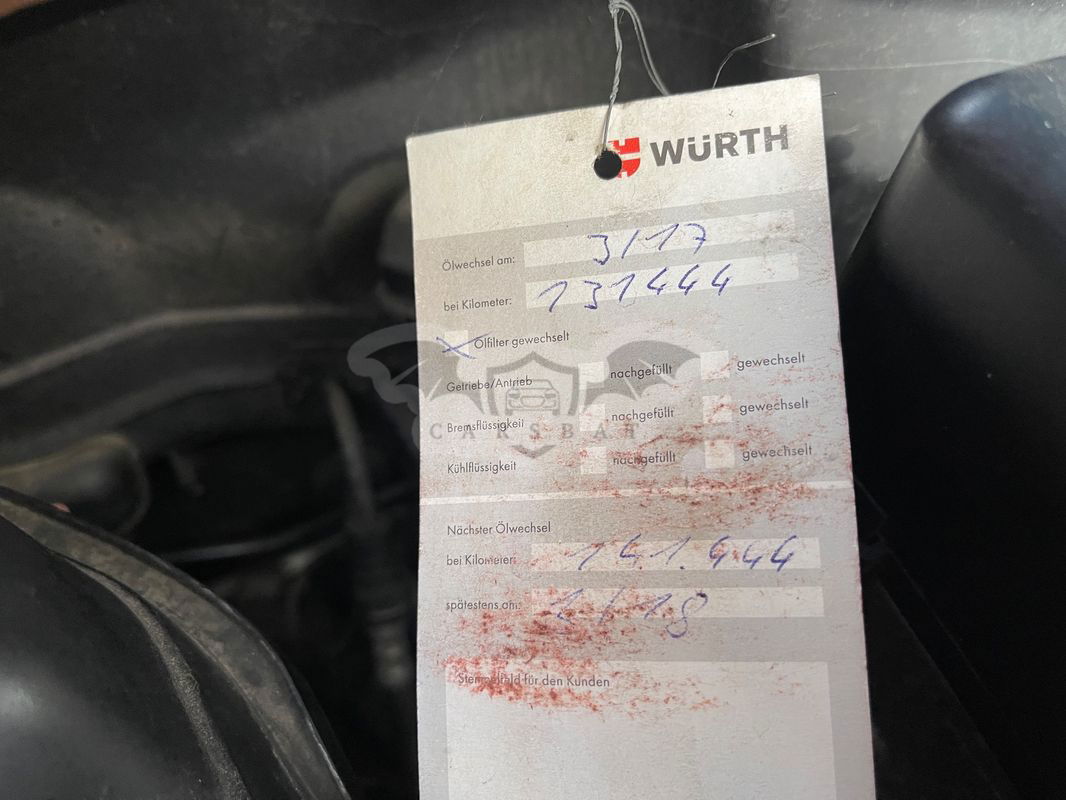 WÜRTH
Ölwechsel am: 3/17
bei Kilometer: 131444
Ölfilter gewechselt
Getriebe/Antrieb nachgefüllt gewechselt
CARSBAT
Bremsflüssigkeit nachgefüllt gewechselt
Kühlflüssigkeit nachgefüllt gewechselt
Nächster Ölwechsel
bei Kilometer: 141.444
spätestens am: /18
Stempelfeld für den Kunden